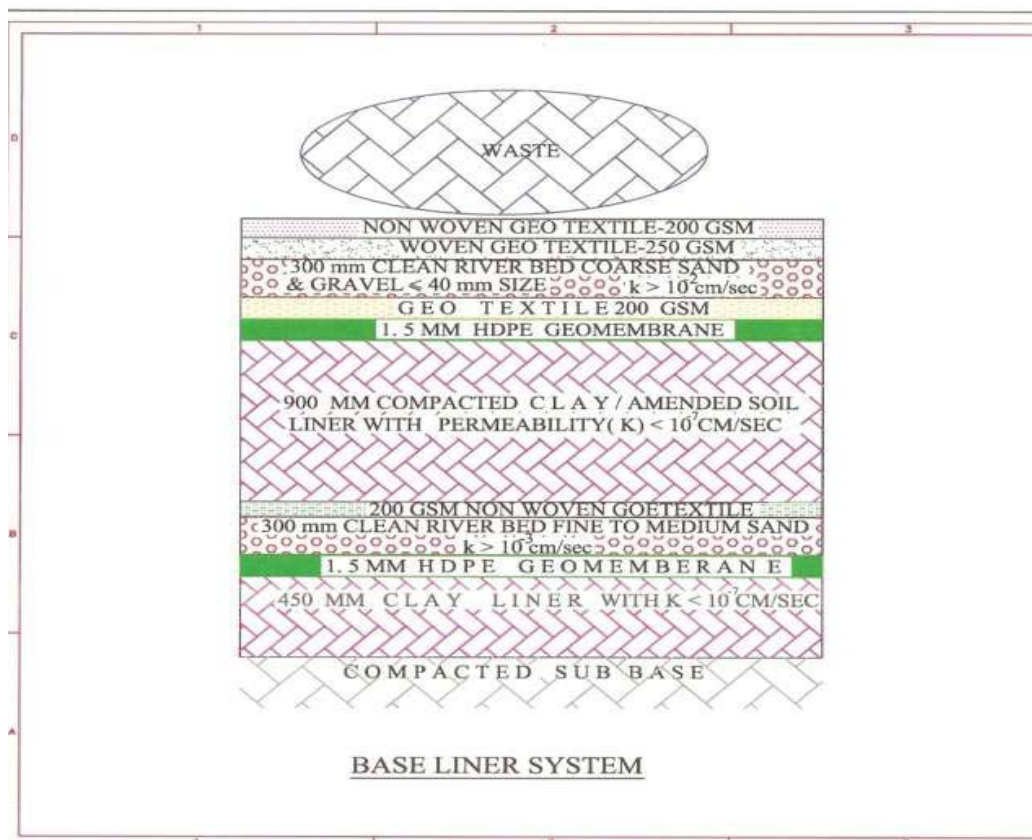 1 2 3
D
WASTE
NON WOVEN GEO TEXTILE-200 GSM
WOVEN GEO TEXTILE-250 GSM
300 mm CLEAN RIVER BED COARSE SAND
& GRAVEL ⩽ 40 mm SIZE k > 10⁻²cm/sec
GEO TEXTILE 200 GSM
C
1.5 MM HDPE GEOMEMBRANE
900 MM COMPACTED CLAY / AMENDED SOIL
LINER WITH PERMEABILITY( K) < 10⁻⁷CM/SEC
200 GSM NON WOVEN GOETEXTILE
B
300 mm CLEAN RIVER BED FINE TO MEDIUM SAND
k > 10⁻³cm/sec
1.5 MM HDPE GEOMEMBERANE
450 MM CLAY LINER WITH K < 10⁻⁷CM/SEC
COMPACTED SUB BASE
A
BASE LINER SYSTEM